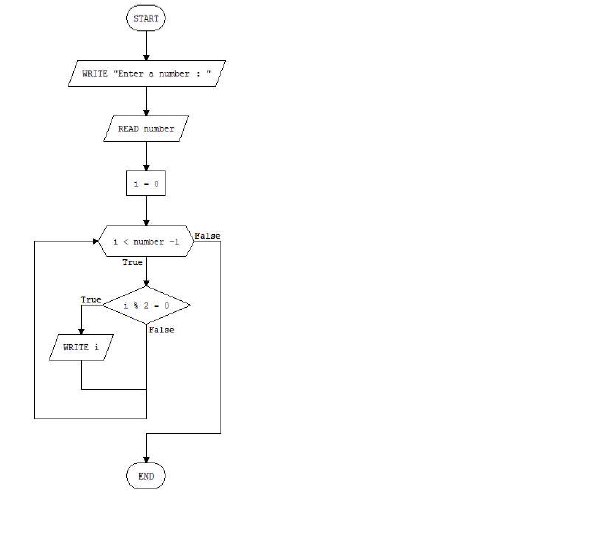 START
WRITE "Enter a number : "
READ number
i = 0
i < number -1
False
True
i % 2 = 0
True
False
WRITE i
END